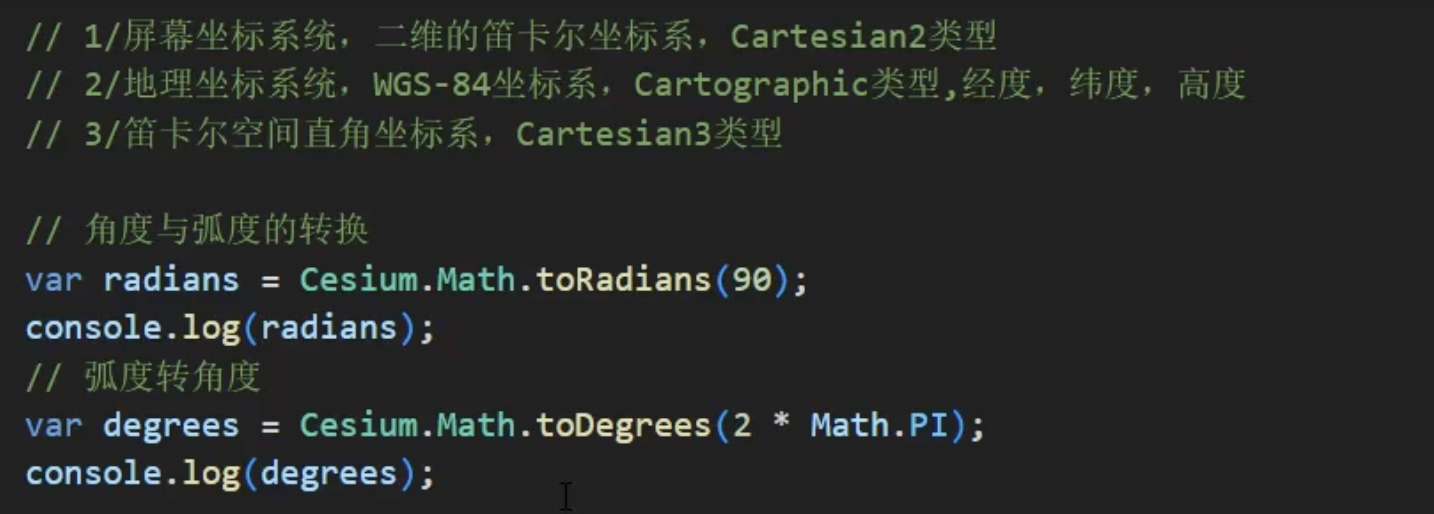 // 1/屏幕坐标系统，二维的笛卡尔坐标系，Cartesian2类型
// 2/地理坐标系统，WGS-84坐标系，Cartographic类型,经度，纬度，高度
// 3/笛卡尔空间直角坐标系，Cartesian3类型
// 角度与弧度的转换
var radians = Cesium.Math.toRadians(90);
console.log(radians);
// 弧度转角度
var degrees = Cesium.Math.toDegrees(2 * Math.PI);
console.log(degrees);